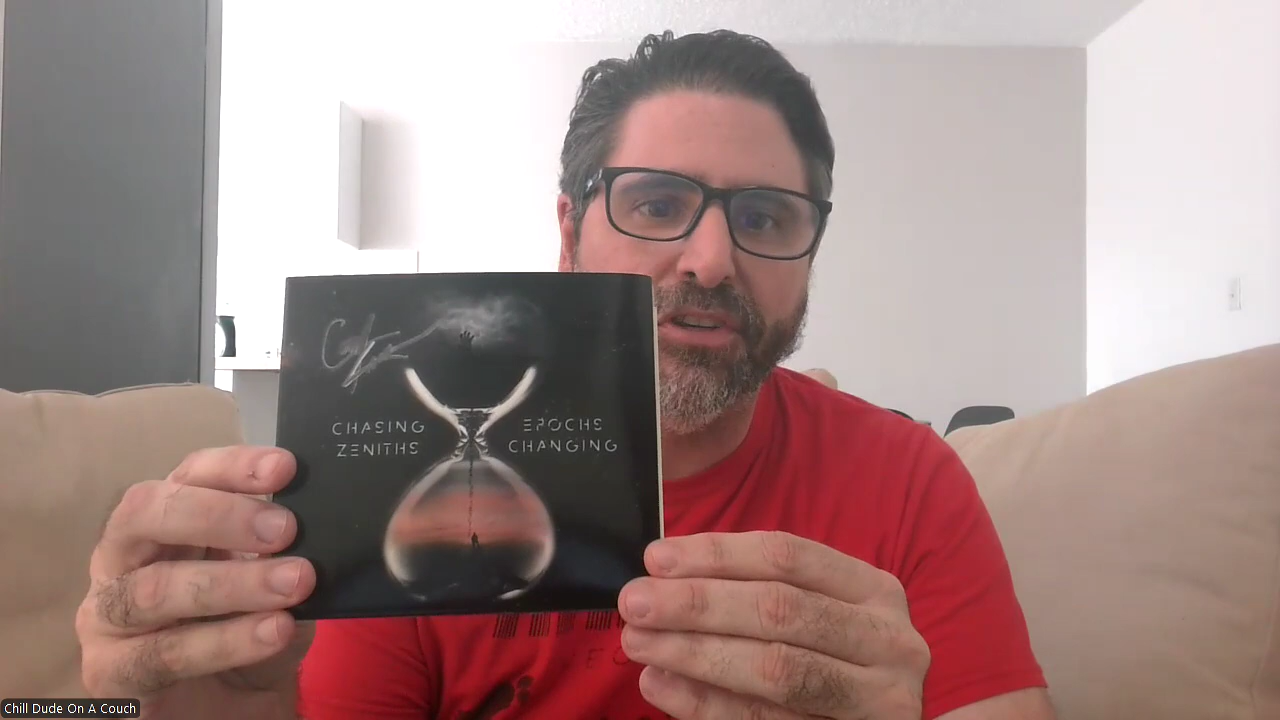 CHASING
ZENITHS
EPOCHS
CHANGING
Chill Dude On A Couch